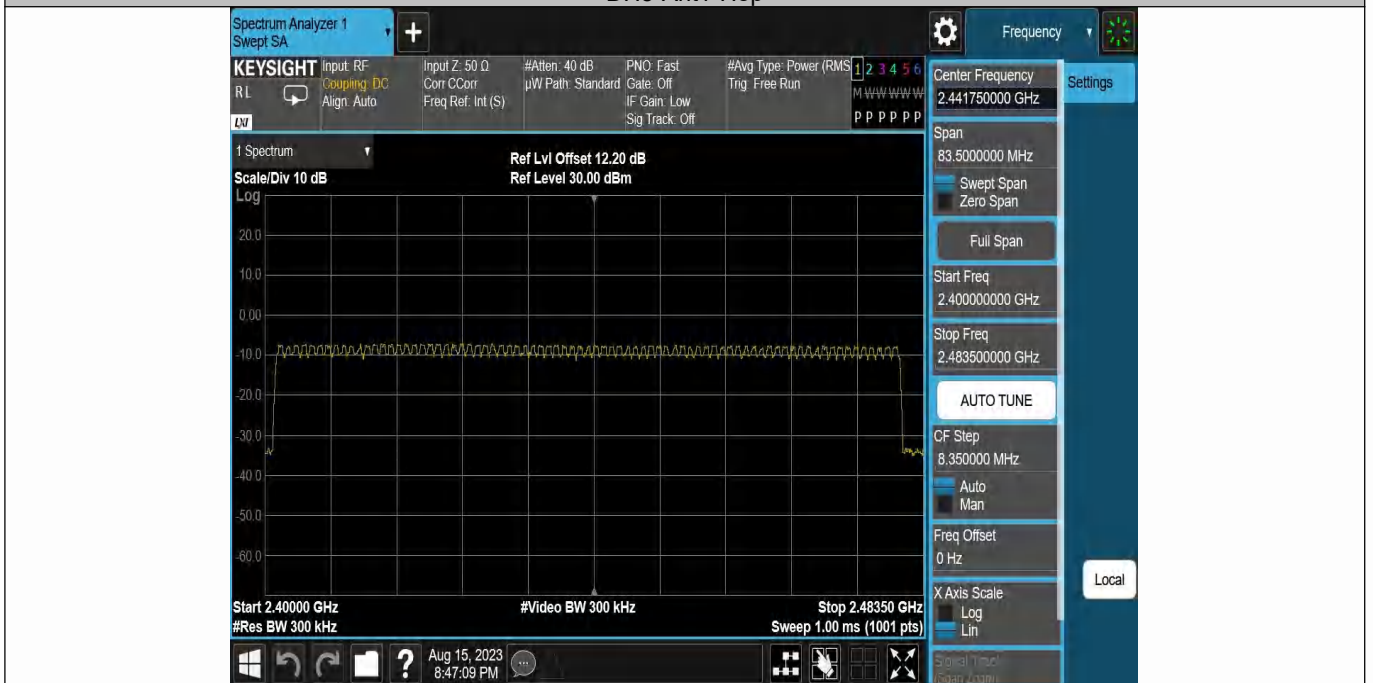 Spectrum Analyzer 1
Swept SA
+
Frequency
KEYSIGHT
RL
LXI
Input: RF
Coupling: DC
Align: Auto
Input Z: 50 Ω
Corr CCorr
Freq Ref: Int (S)
#Atten: 40 dB
µW Path: Standard
PNO: Fast
Gate: Off
IF Gain: Low
Sig Track: Off
#Avg Type: Power (RMS
Trig: Free Run
1 2 3 4 5 6
M W W W W W
P P P P P P
1 Spectrum
Scale/Div 10 dB
Log
Ref Lvl Offset 12.20 dB
Ref Level 30.00 dBm
20.0
10.0
0.00
-10.0
-20.0
-30.0
-40.0
-50.0
-60.0
Start 2.40000 GHz
#Res BW 300 kHz
#Video BW 300 kHz
Stop 2.48350 GHz
Sweep 1.00 ms (1001 pts)
Aug 15, 2023
8:47:09 PM
Center Frequency
2.441750000 GHz
Settings
Span
83.5000000 MHz
Swept Span
Zero Span
Full Span
Start Freq
2.400000000 GHz
Stop Freq
2.483500000 GHz
AUTO TUNE
CF Step
8.350000 MHz
Auto
Man
Freq Offset
0 Hz
X Axis Scale
Log
Lin
Local
Signal Track
(Span Zoom)